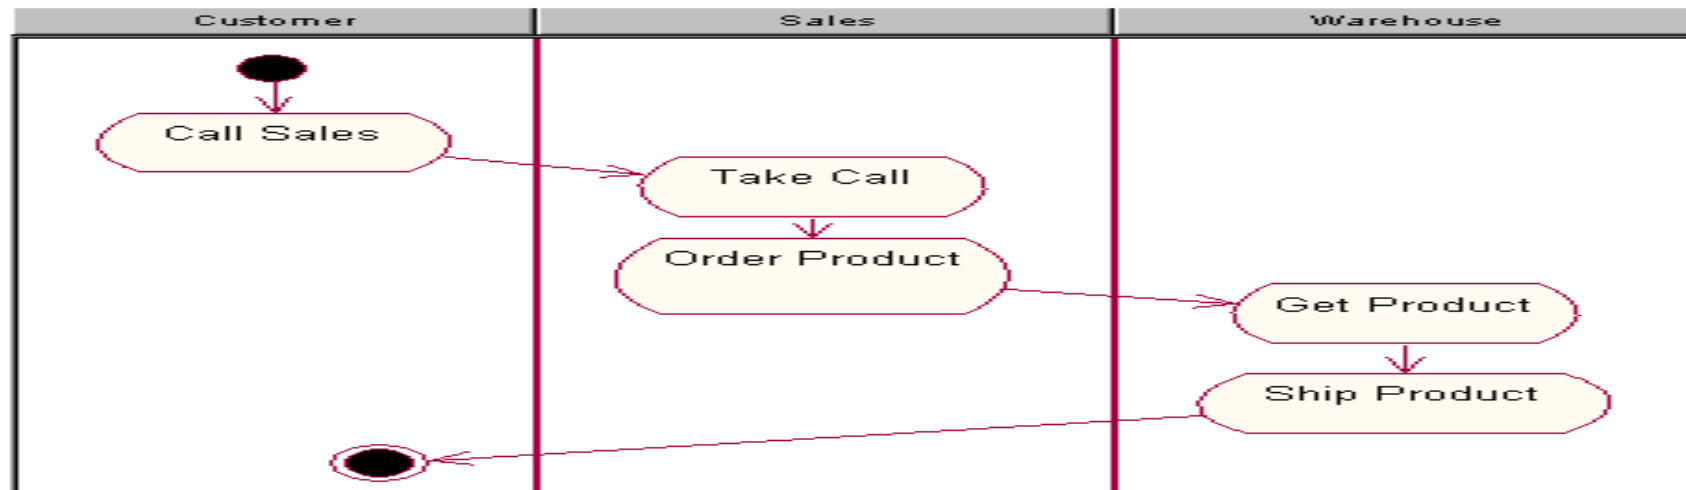 Customer
Sales
Warehouse
Call Sales
Take Call
Order Product
Get Product
Ship Product